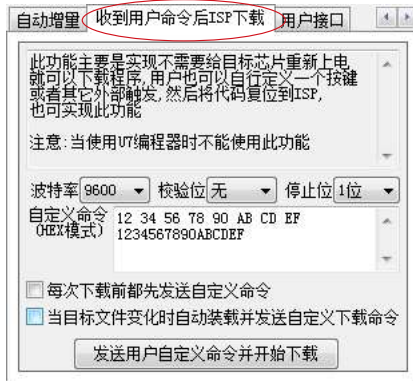 自动增量 收到用户命令后ISP下载 用户接口
此功能主要是实现不需要给目标芯片重新上电
就可以下载程序,用户也可以自行定义一个按键
或者其它外部触发,然后将代码复位到ISP,
也可实现此功能
注意:当使用U7编程器时不能使用此功能
波特率 9600 校验位 无 停止位 1位
自定义命令 12 34 56 78 90 AB CD EF
(HEX模式) 1234567890ABCDEF
每次下载前都先发送自定义命令
当目标文件变化时自动装载并发送自定义下载命令
发送用户自定义命令并开始下载